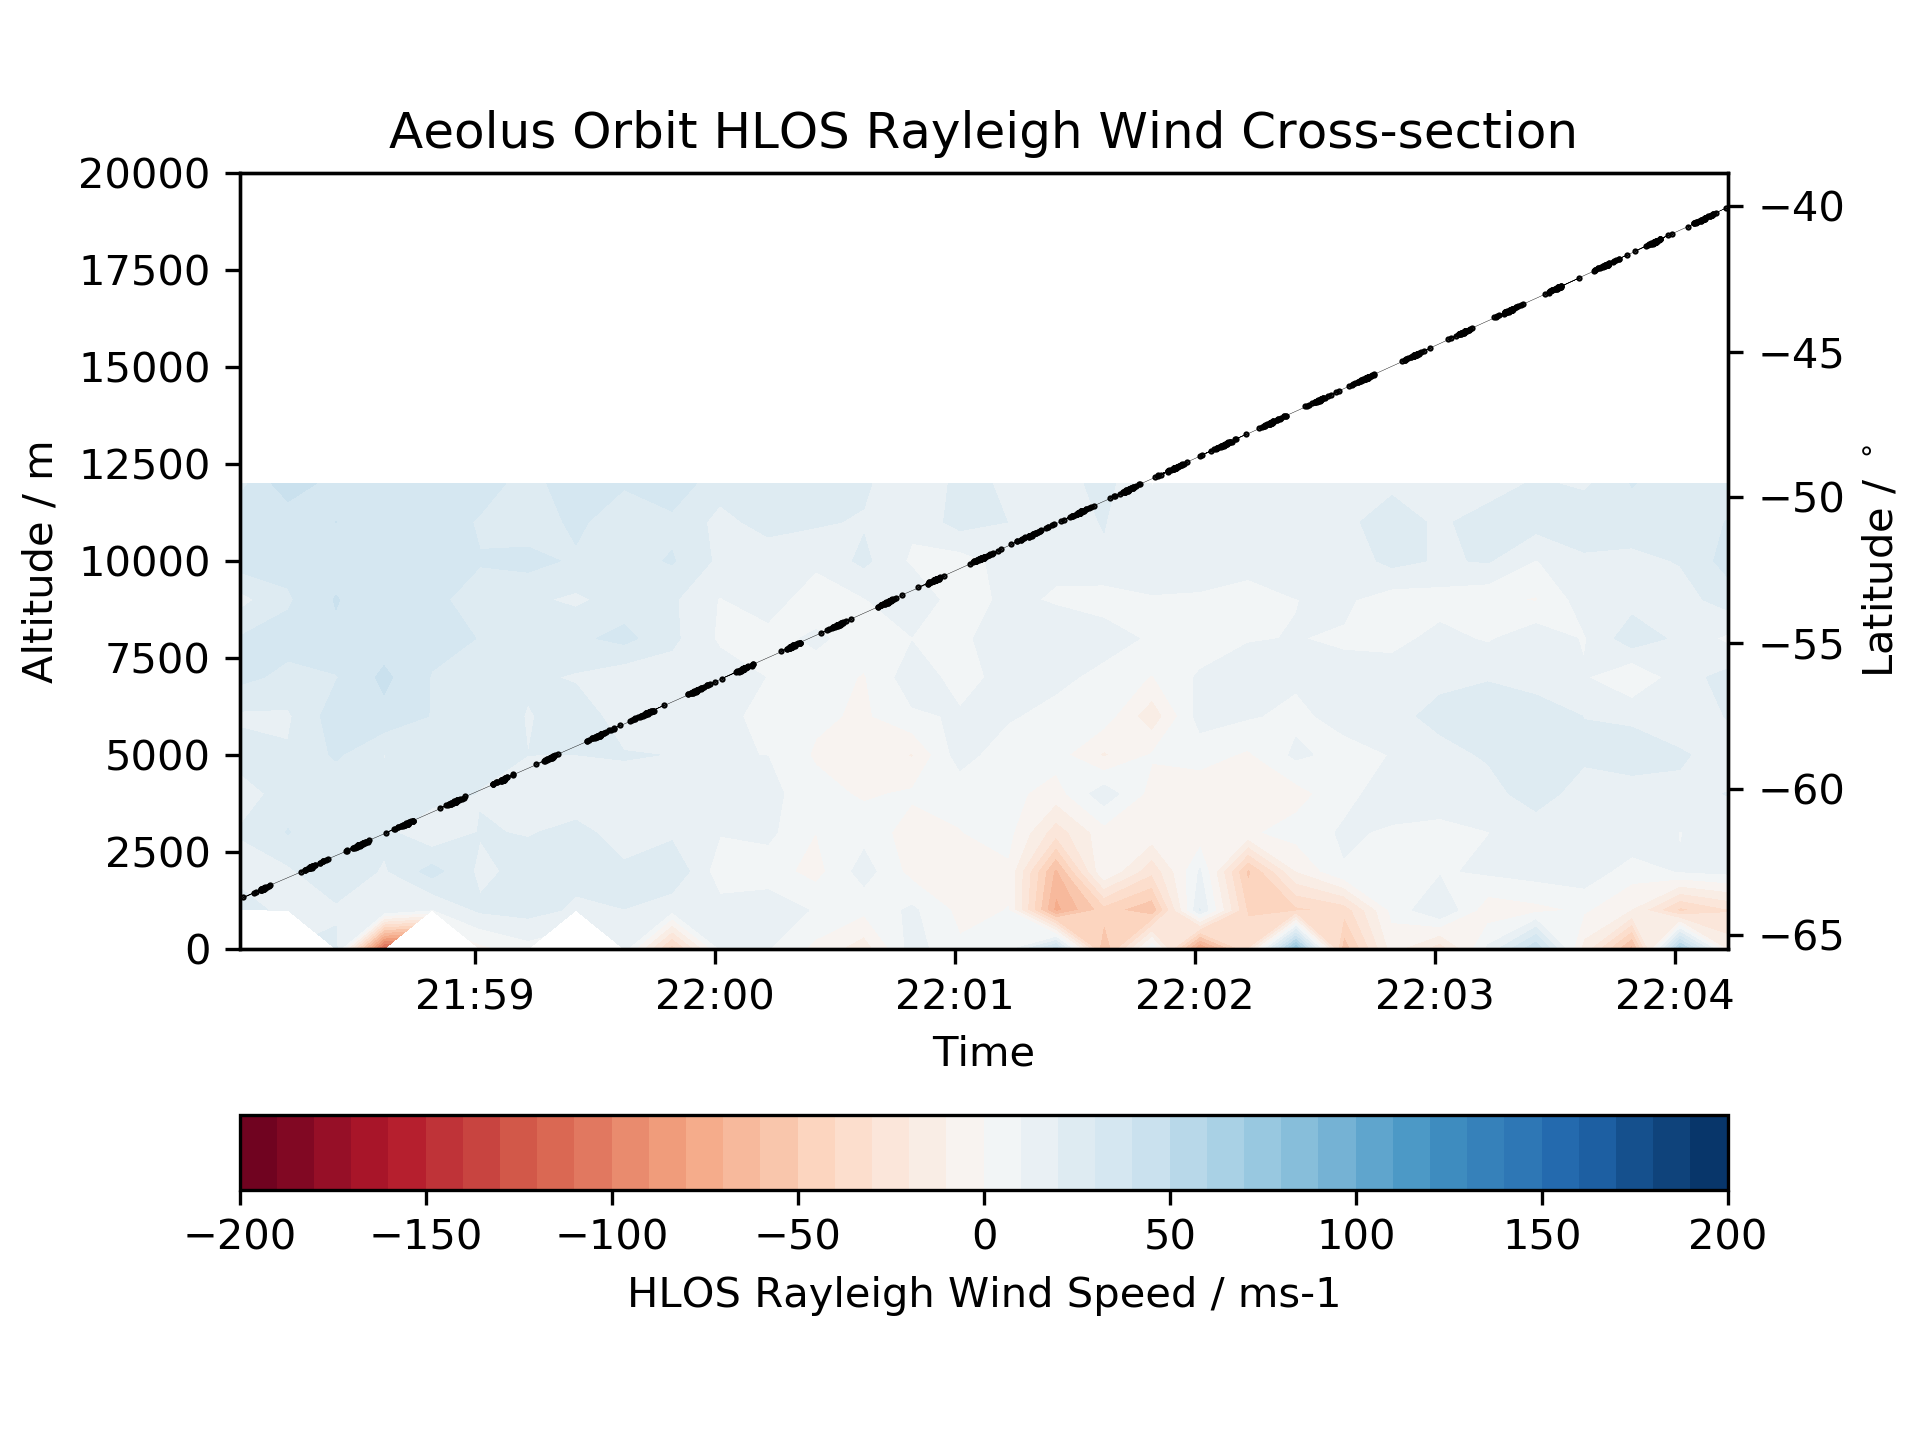 Aeolus Orbit HLOS Rayleigh Wind Cross-section
20000
17500
15000
12500
10000
7500
5000
2500
0
Altitude / m
−40
−45
−50
−55
−60
−65
Latitude / °
21:59 22:00 22:01 22:02 22:03 22:04
Time
−200 −150 −100 −50 0 50 100 150 200
HLOS Rayleigh Wind Speed / ms-1